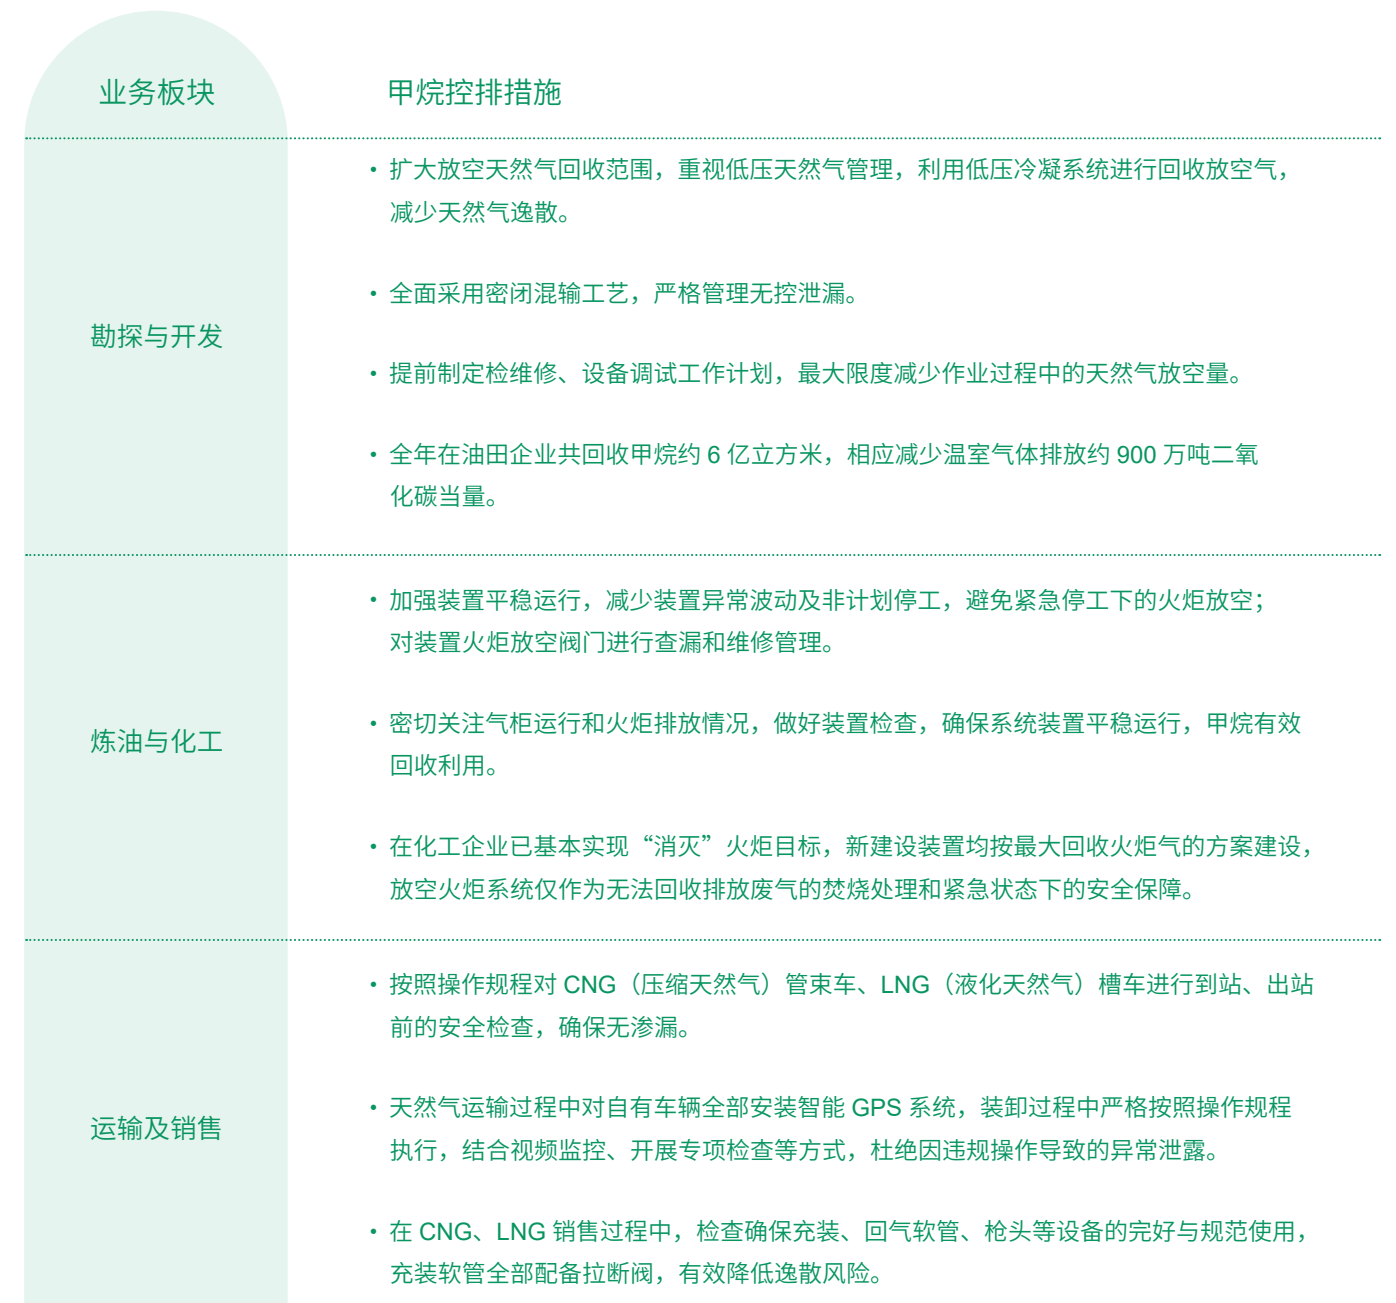 业务板块
甲烷控排措施
• 扩大放空天然气回收范围，重视低压天然气管理，利用低压冷凝系统进行回收放空气，
减少天然气逸散。
• 全面采用密闭混输工艺，严格管理无控泄漏。
勘探与开发
• 提前制定检维修、设备调试工作计划，最大限度减少作业过程中的天然气放空量。
• 全年在油田企业共回收甲烷约 6 亿立方米，相应减少温室气体排放约 900 万吨二氧
化碳当量。
• 加强装置平稳运行，减少装置异常波动及非计划停工，避免紧急停工下的火炬放空；
对装置火炬放空阀门进行查漏和维修管理。
炼油与化工
• 密切关注气柜运行和火炬排放情况，做好装置检查，确保系统装置平稳运行，甲烷有效
回收利用。
• 在化工企业已基本实现“消灭”火炬目标，新建设装置均按最大回收火炬气的方案建设，
放空火炬系统仅作为无法回收排放废气的焚烧处理和紧急状态下的安全保障。
• 按照操作规程对 CNG（压缩天然气）管束车、LNG（液化天然气）槽车进行到站、出站
前的安全检查，确保无渗漏。
运输及销售
• 天然气运输过程中对自有车辆全部安装智能 GPS 系统，装卸过程中严格按照操作规程
执行，结合视频监控、开展专项检查等方式，杜绝因违规操作导致的异常泄露。
• 在 CNG、LNG 销售过程中，检查确保充装、回气软管、枪头等设备的完好与规范使用，
充装软管全部配备拉断阀，有效降低逸散风险。